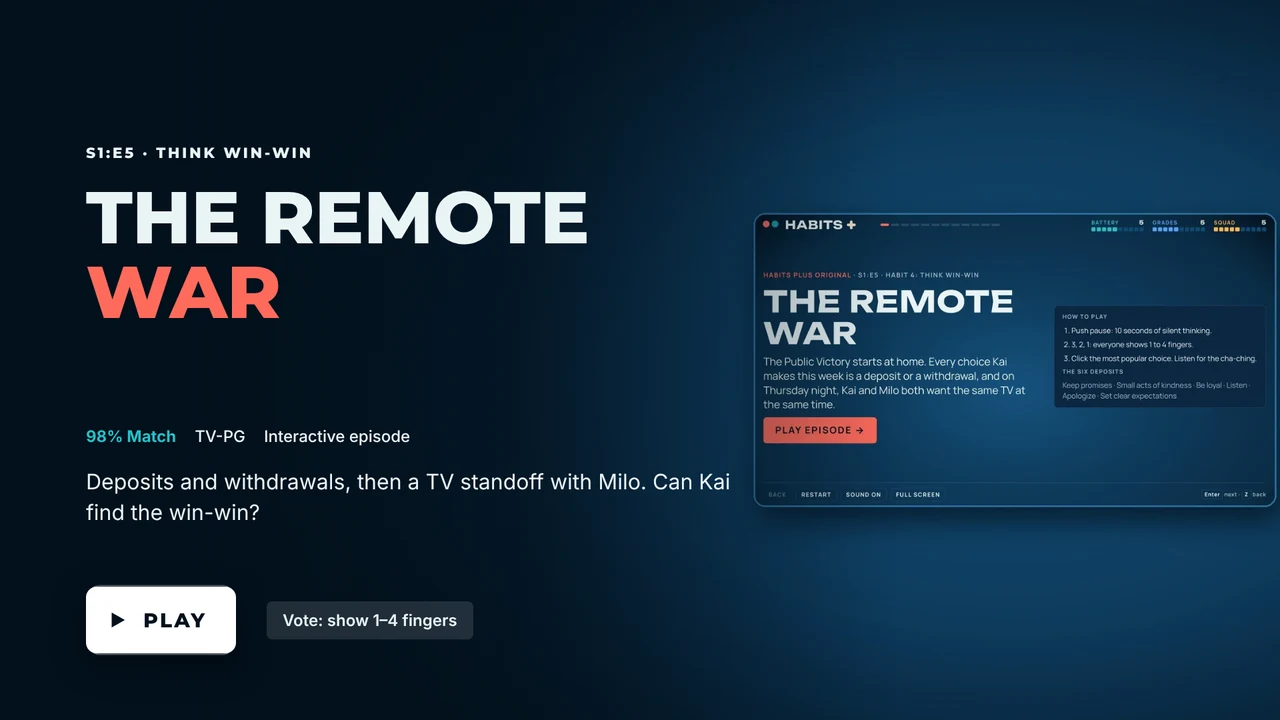 S1:E5 · THINK WIN-WIN
THE REMOTE
WAR
98% Match TV-PG Interactive episode
Deposits and withdrawals, then a TV standoff with Milo. Can Kai
find the win-win?
PLAY
Vote: show 1–4 fingers
HABITS +
BATTERY 5 GRADES 5 SQUAD 5
HABITS PLUS ORIGINAL · S1:E5 · HABIT 4: THINK WIN-WIN
THE REMOTE
WAR
The Public Victory starts at home. Every choice Kai
makes this week is a deposit or a withdrawal, and on
Thursday night, Kai and Milo both want the same TV at
the same time.
PLAY EPISODE →
HOW TO PLAY
1. Push pause: 10 seconds of silent thinking.
2. 3, 2, 1: everyone shows 1 to 4 fingers.
3. Click the most popular choice. Listen for the cha-ching.
THE SIX DEPOSITS
Keep promises · Small acts of kindness · Be loyal · Listen ·
Apologize · Set clear expectations
BACK RESTART SOUND ON FULL SCREEN
Enter next · Z back